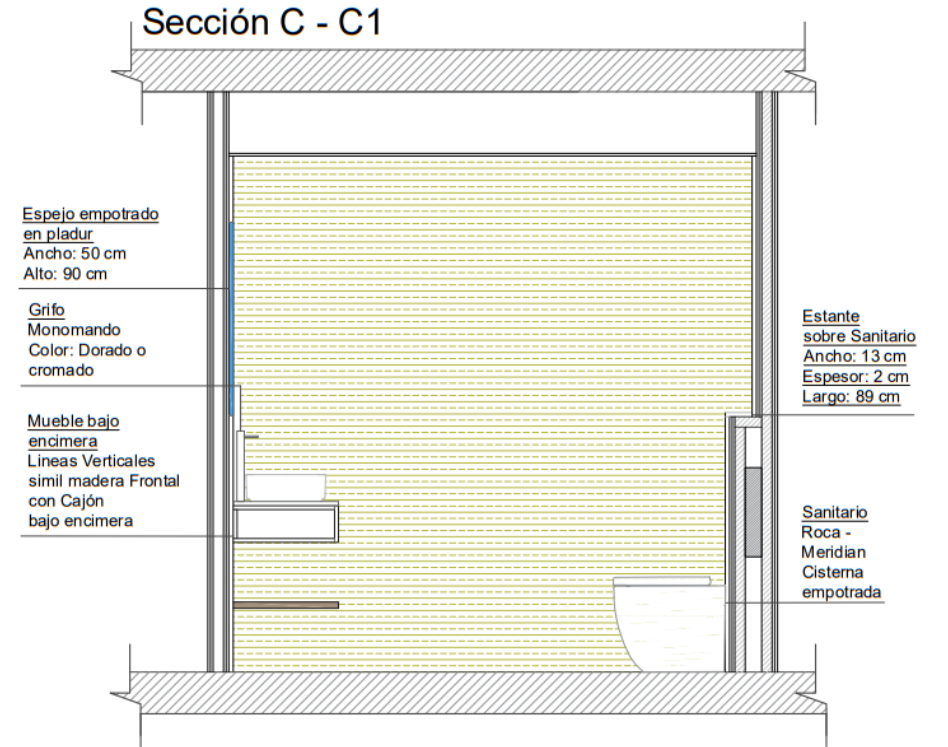 Sección C - C1
Espejo empotrado
en pladur
Ancho: 50 cm
Alto: 90 cm
Grifo
Monomando
Color: Dorado o
cromado
Mueble bajo
encimera
Lineas Verticales
simil madera Frontal
con Cajón
bajo encimera
Estante
sobre Sanitario
Ancho: 13 cm
Espesor: 2 cm
Largo: 89 cm
Sanitario
Roca -
Meridian
Cisterna
empotrada